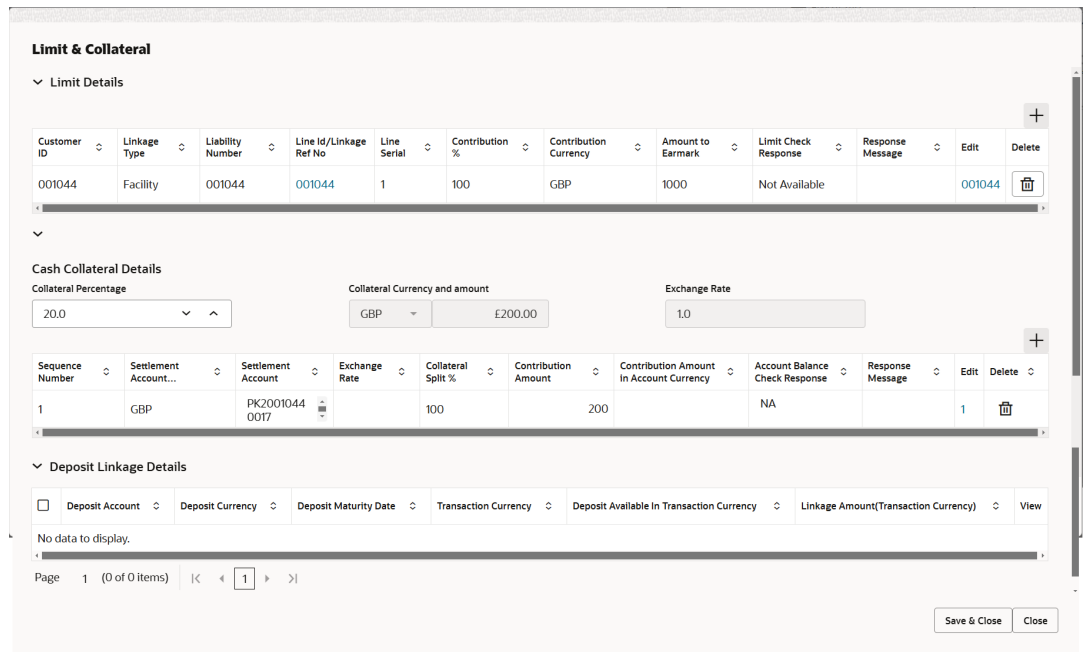 Limit & Collateral
Limit Details
Customer ID Linkage Type Liability Number Line Id/Linkage Ref No Line Serial Contribution % Contribution Currency Amount to Earmark Limit Check Response Response Message Edit Delete
001044 Facility 001044 001044 1 100 GBP 1000 Not Available 001044
Cash Collateral Details
Collateral Percentage Collateral Currency and amount Exchange Rate
20.0 GBP £200.00 1.0
Sequence Number Settlement Account... Settlement Account Exchange Rate Collateral Split % Contribution Amount Contribution Amount in Account Currency Account Balance Check Response Response Message Edit Delete
1 GBP PK20010440017 100 200 NA 1
Deposit Linkage Details
Deposit Account Deposit Currency Deposit Maturity Date Transaction Currency Deposit Available In Transaction Currency Linkage Amount(Transaction Currency) View
No data to display.
Page 1 (0 of 0 items) 1
Save & Close Close